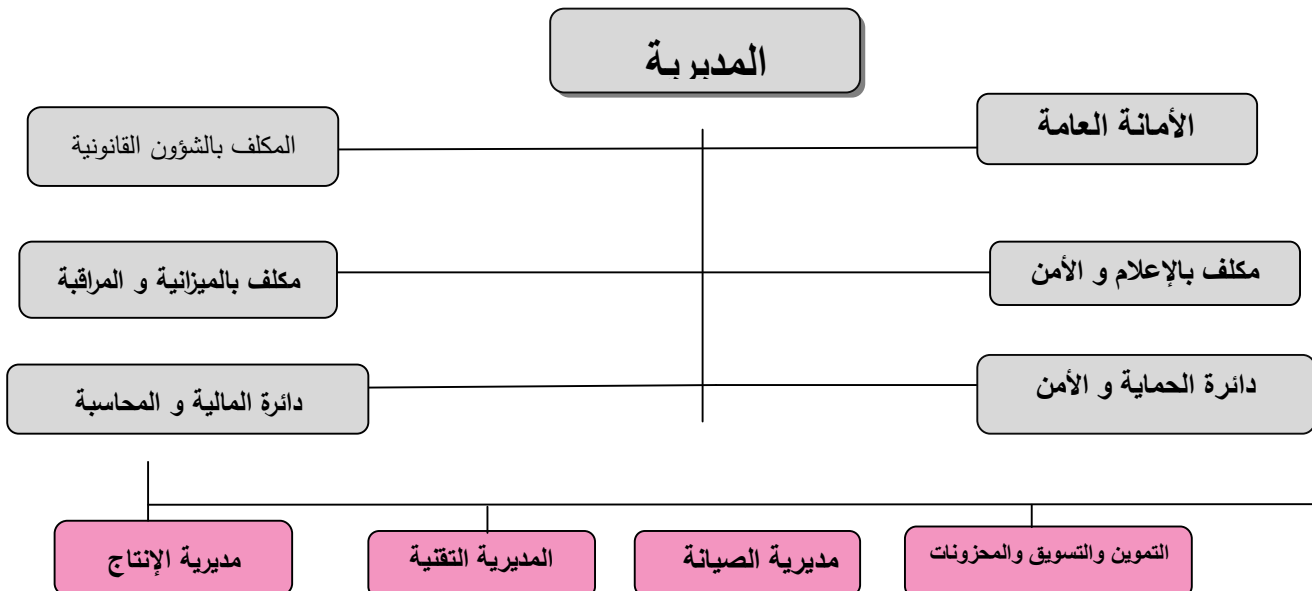 المديرية
الأمانة العامة
المكلف بالشؤون القانونية
مكلف بالإعلام و الأمن
مكلف بالميزانية و المراقبة
دائرة الحماية و الأمن
دائرة المالية و المحاسبة
التموين والتسويق والمحزونات
مديرية الصيانة
المديرية التقنية
مديرية الإنتاج